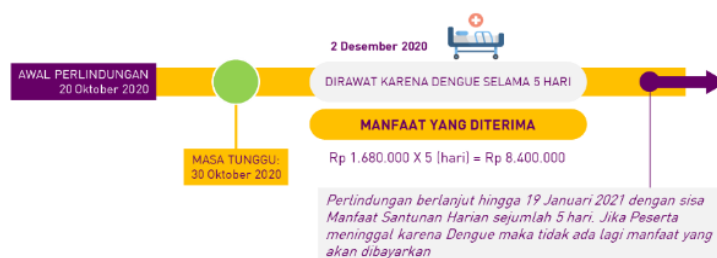 2 Desember 2020
AWAL PERLINDUNGAN
20 Oktober 2020
DIRAWAT KARENA DENGUE SELAMA 5 HARI
MANFAAT YANG DITERIMA
MASA TUNGGU:
30 Oktober 2020
Rp 1.680.000 X 5 (hari) = Rp 8.400.000
Perlindungan berlanjut hingga 19 Januari 2021 dengan sisa
Manfaat Santunan Harian sejumlah 5 hari. Jika Peserta
meninggal karena Dengue maka tidak ada lagi manfaat yang
akan dibayarkan